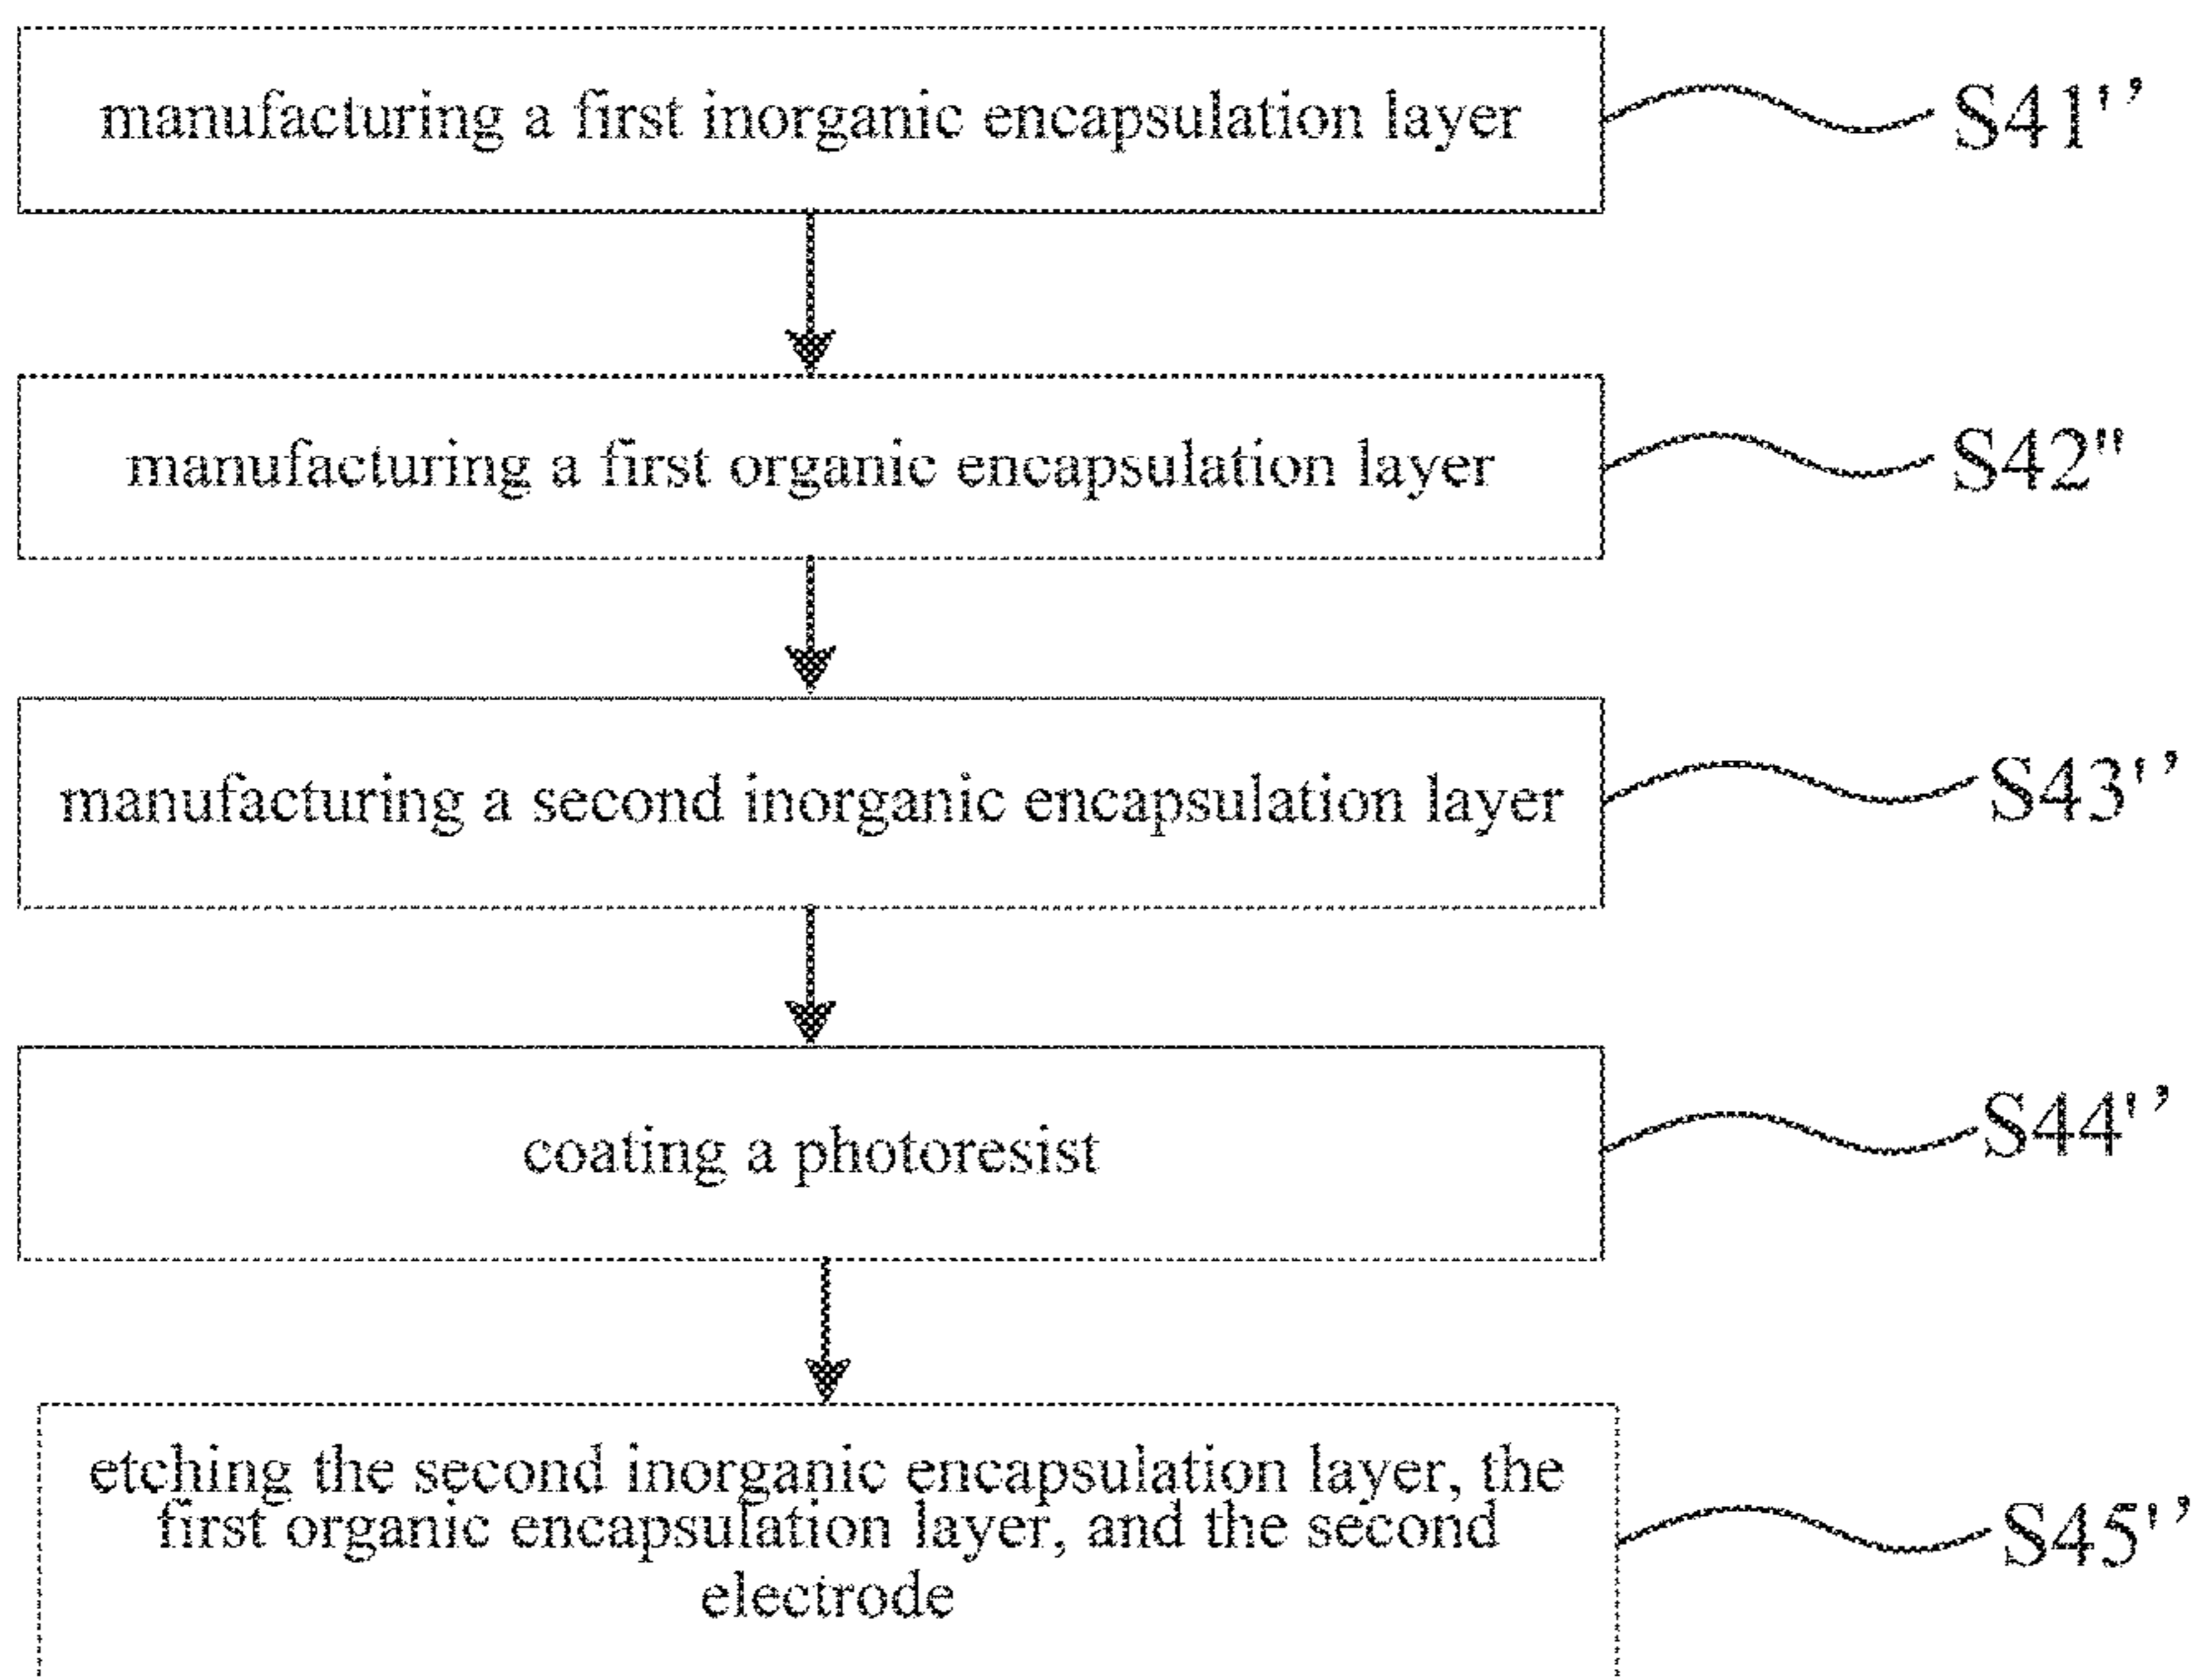 manufacturing a first inorganic encapsulation layer
S41'’
manufacturing a first organic encapsulation layer
S42"
manufacturing a second inorganic encapsulation layer
S43'’
coating a photoresist
S44'’
etching the second inorganic encapsulation layer, the
first organic encapsulation layer, and the second
electrode
S45'’